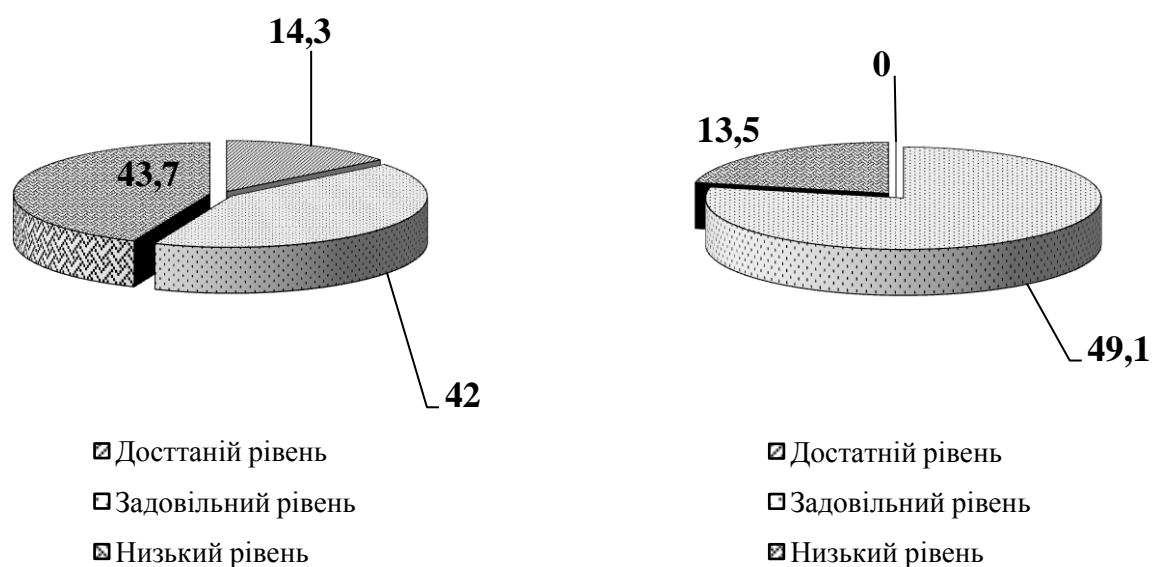 14,3
43,7
42
Досттаній рівень
Задовільний рівень
Низький рівень
0
13,5
49,1
Достатній рівень
Задовільний рівень
Низький рівень